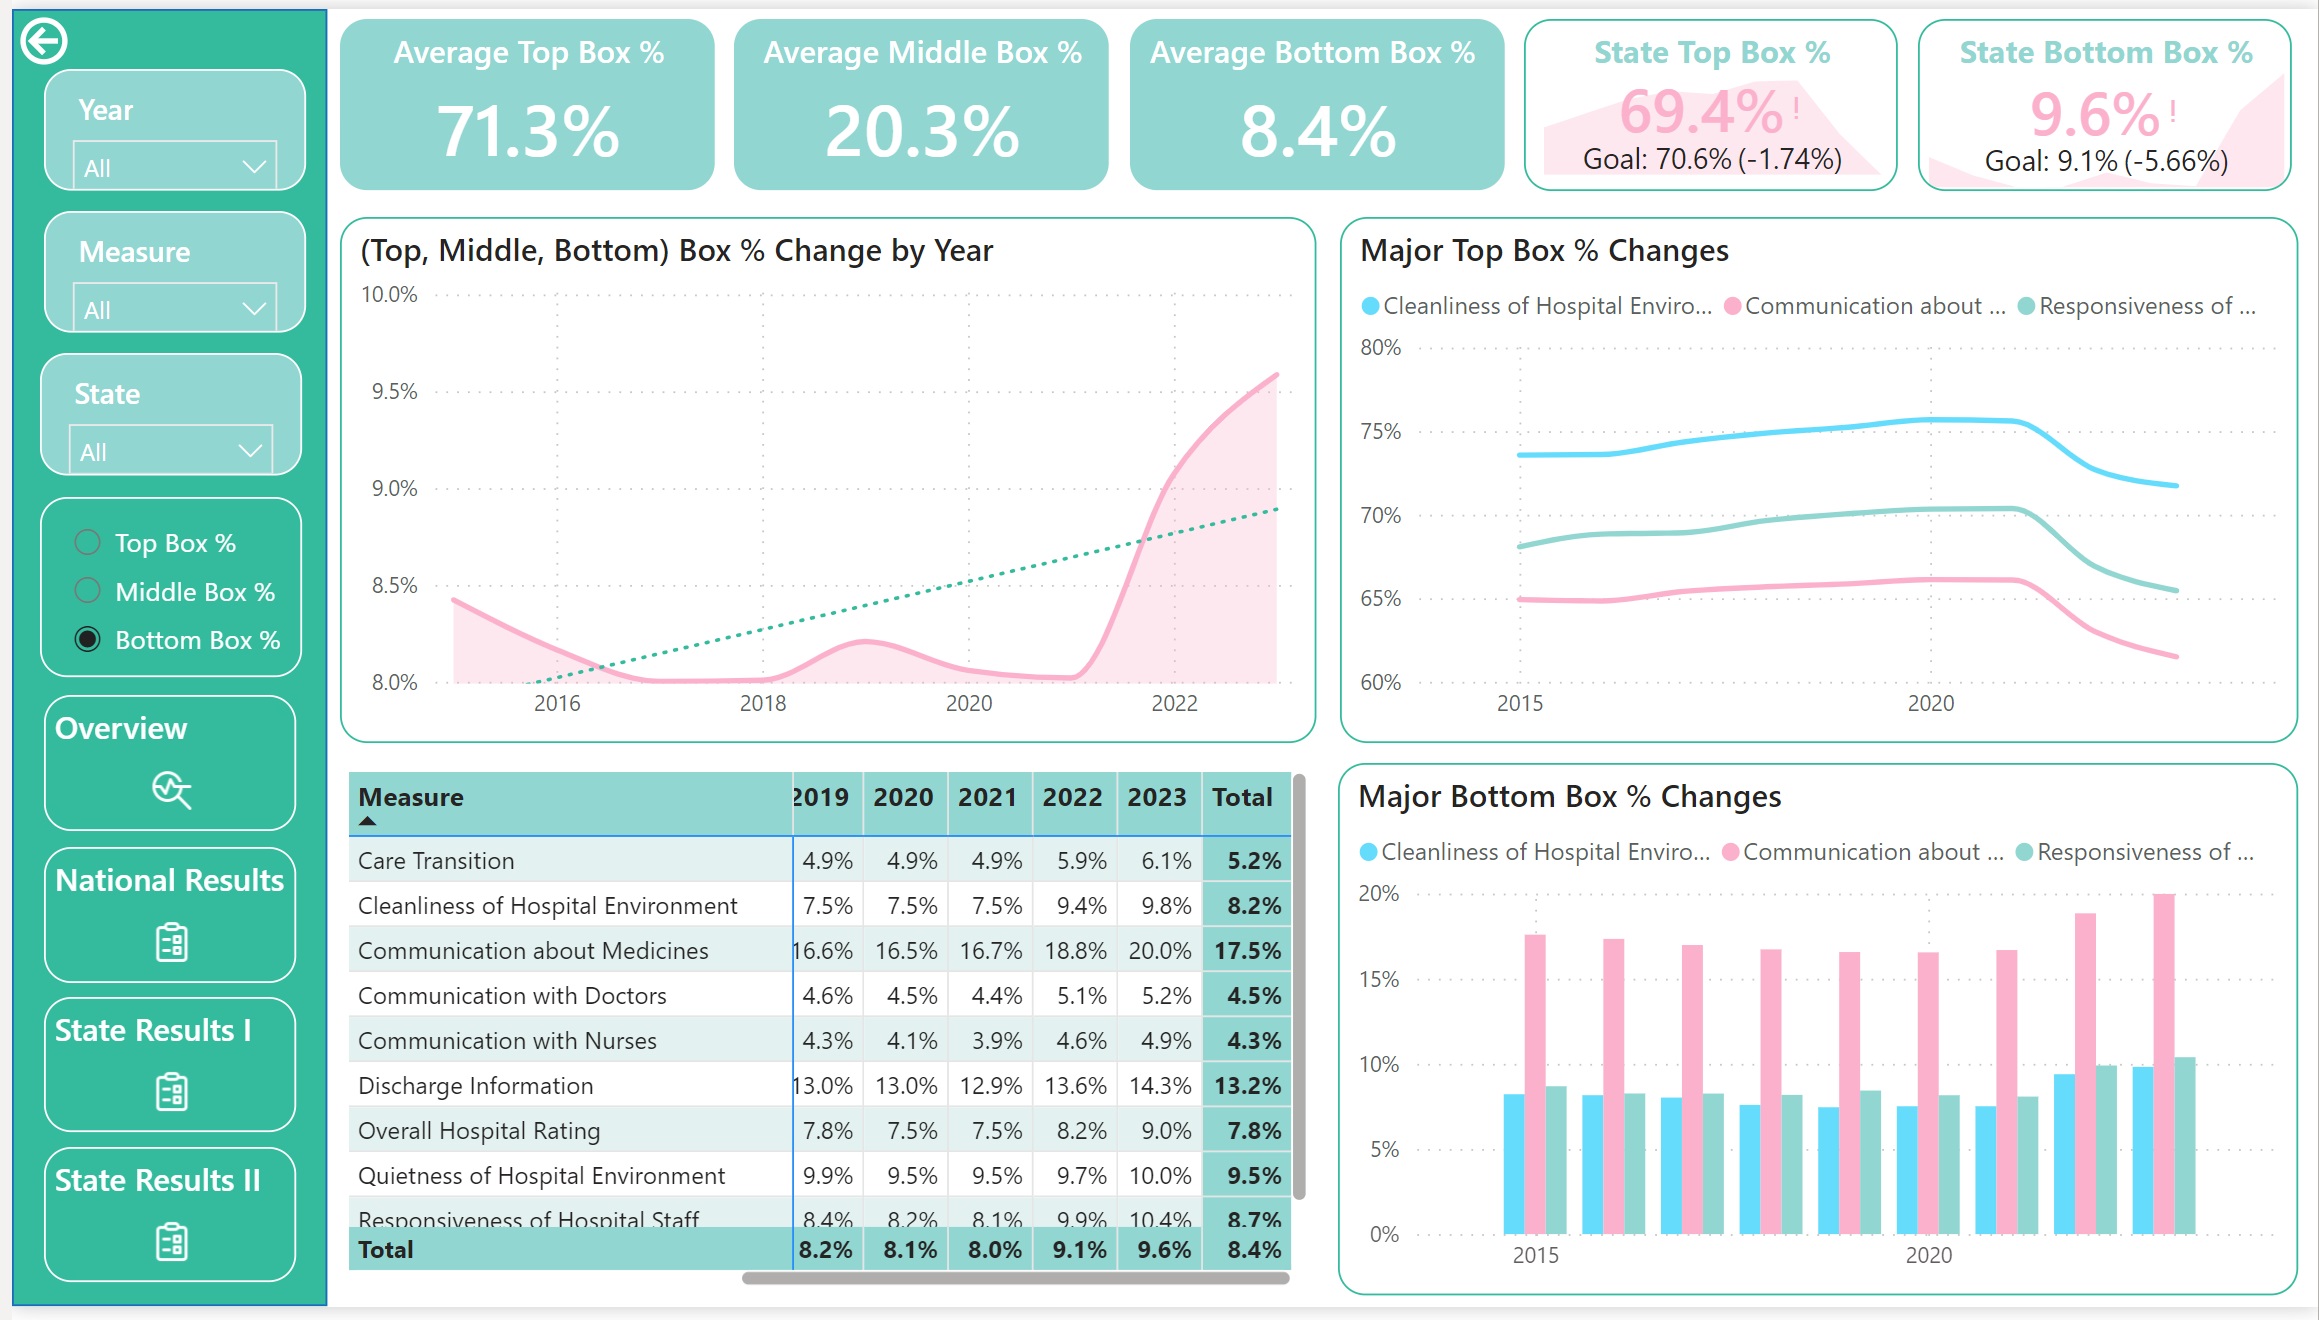 Year
All
Measure
All
State
All
Top Box %
Middle Box %
Bottom Box %
Overview
National Results
State Results I
State Results II
Average Top Box %
71.3%
Average Middle Box %
20.3%
Average Bottom Box %
8.4%
State Top Box %
69.4% !
Goal: 70.6% (-1.74%)
State Bottom Box %
9.6% !
Goal: 9.1% (-5.66%)
(Top, Middle, Bottom) Box % Change by Year
10.0%
9.5%
9.0%
8.5%
8.0%
2016 2018 2020 2022
Major Top Box % Changes
Cleanliness of Hospital Enviro... Communication about ... Responsiveness of ...
80%
75%
70%
65%
60%
2015 2020
Measure 2019 2020 2021 2022 2023 Total
Care Transition 4.9% 4.9% 4.9% 5.9% 6.1% 5.2%
Cleanliness of Hospital Environment 7.5% 7.5% 7.5% 9.4% 9.8% 8.2%
Communication about Medicines 16.6% 16.5% 16.7% 18.8% 20.0% 17.5%
Communication with Doctors 4.6% 4.5% 4.4% 5.1% 5.2% 4.5%
Communication with Nurses 4.3% 4.1% 3.9% 4.6% 4.9% 4.3%
Discharge Information 13.0% 13.0% 12.9% 13.6% 14.3% 13.2%
Overall Hospital Rating 7.8% 7.5% 7.5% 8.2% 9.0% 7.8%
Quietness of Hospital Environment 9.9% 9.5% 9.5% 9.7% 10.0% 9.5%
Responsiveness of Hospital Staff 8.4% 8.2% 8.1% 9.9% 10.4% 8.7%
Total 8.2% 8.1% 8.0% 9.1% 9.6% 8.4%
Major Bottom Box % Changes
Cleanliness of Hospital Enviro... Communication about ... Responsiveness of ...
20%
15%
10%
5%
0%
2015 2020